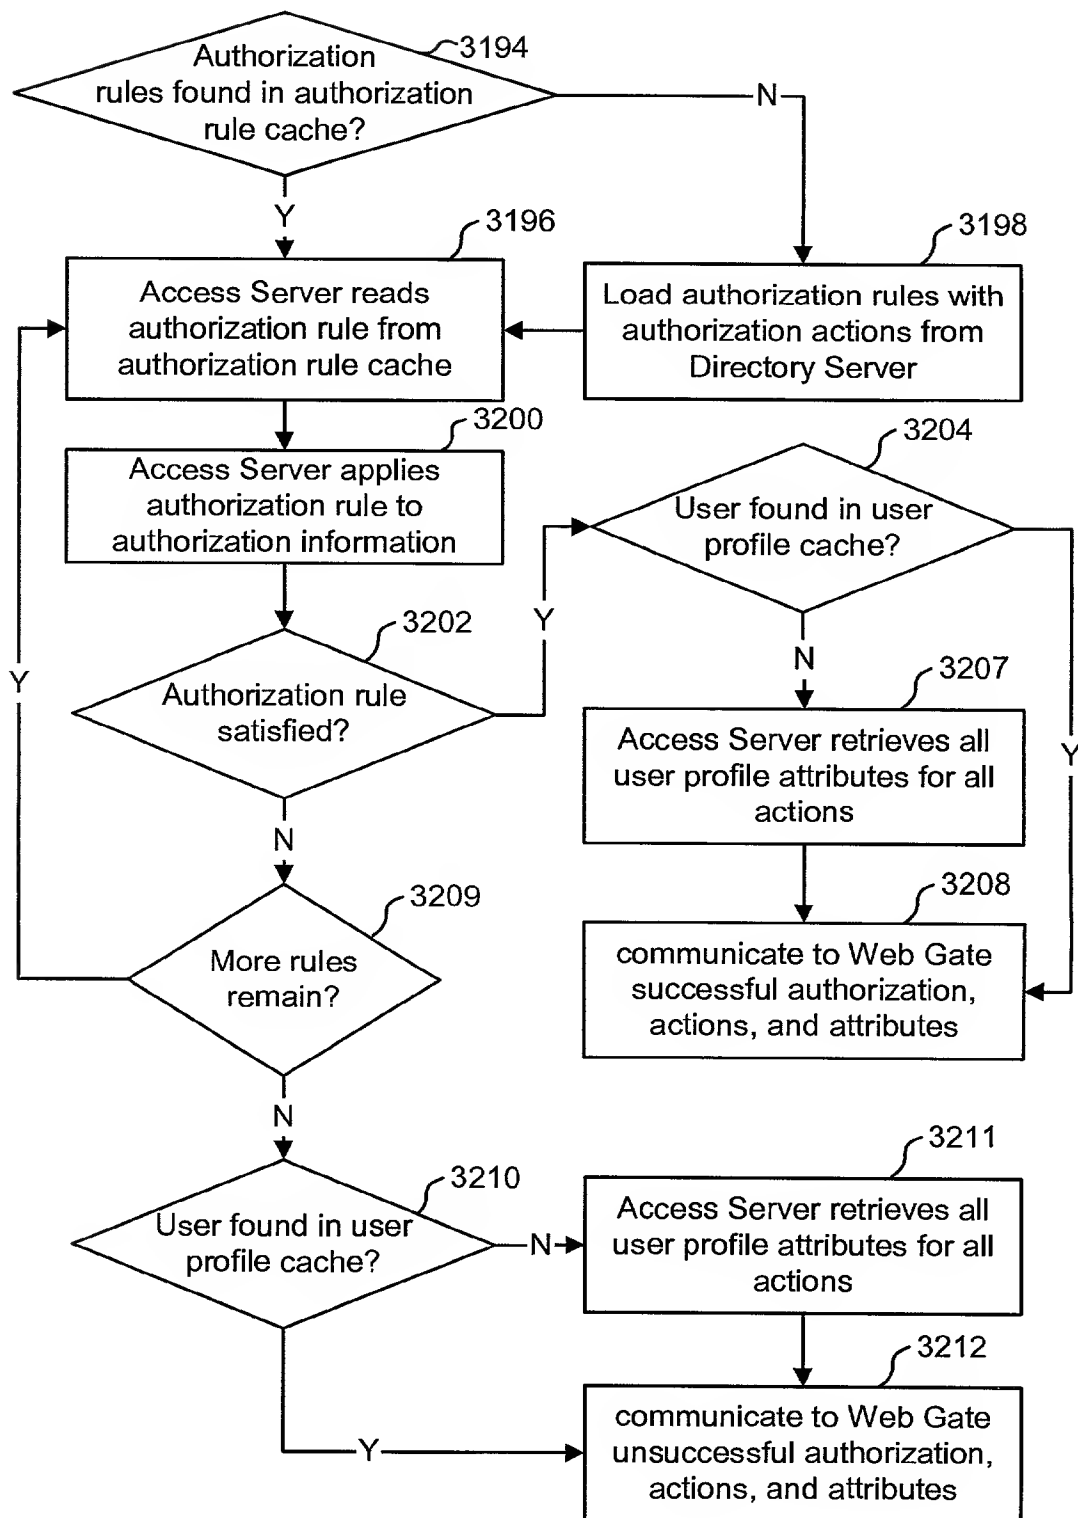 3194
Authorization
rules found in authorization
rule cache?
N
Y
3196
Access Server reads
authorization rule from
authorization rule cache
3198
Load authorization rules with
authorization actions from
Directory Server
3200
Access Server applies
authorization rule to
authorization information
3204
User found in user
profile cache?
Y
N
Y
3202
Authorization rule
satisfied?
Y
N
3207
Access Server retrieves all
user profile attributes for all
actions
3208
communicate to Web Gate
successful authorization,
actions, and attributes
3209
More rules
remain?
N
3210
User found in user
profile cache?
N
Y
3211
Access Server retrieves all
user profile attributes for all
actions
3212
communicate to Web Gate
unsuccessful authorization,
actions, and attributes